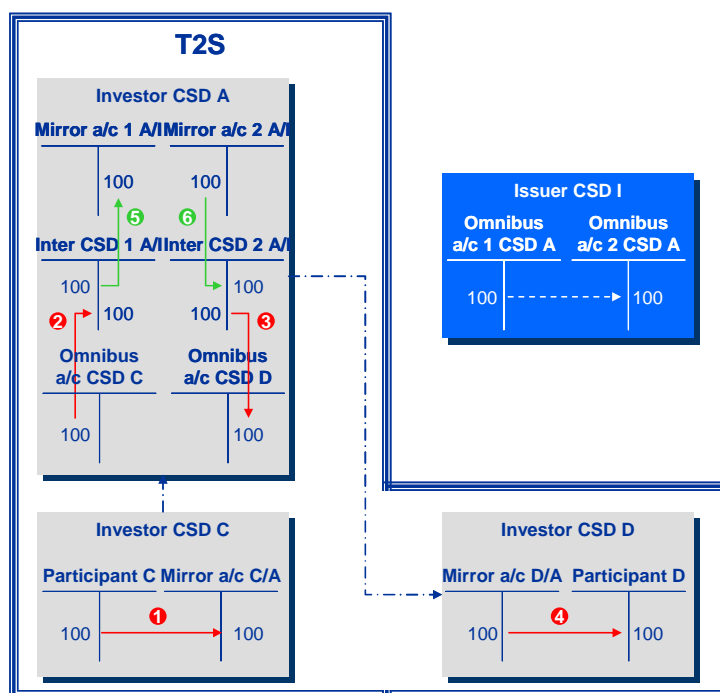 T2S
Investor CSD A
Mirror a/c 1 A/I Mirror a/c 2 A/I
100 100
5 6
Inter CSD 1 A/I Inter CSD 2 A/I
100 100
2 100 100 3
Omnibus a/c CSD C
Omnibus a/c CSD D
100 100
Issuer CSD I
Omnibus a/c 1 CSD A
Omnibus a/c 2 CSD A
100 100
Investor CSD C
Participant C Mirror a/c C/A
1
100 100
Investor CSD D
Mirror a/c D/A Participant D
4
100 100